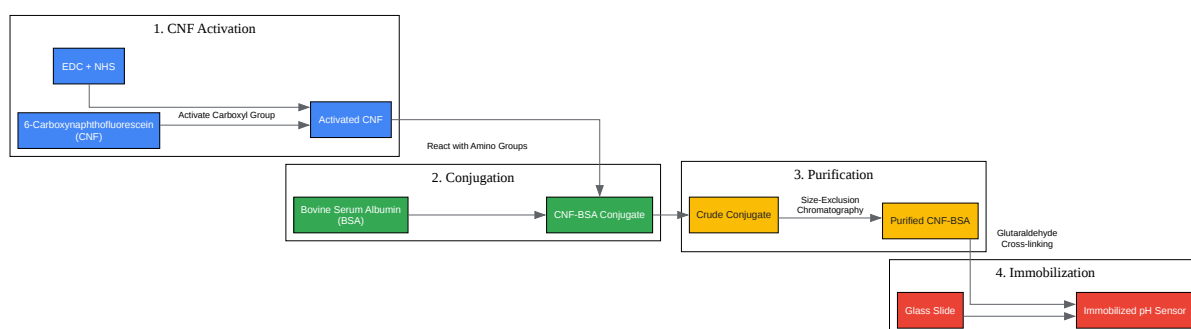 1. CNF Activation
EDC + NHS
6-Carboxynaphthofluorescein
(CNF)
Activate Carboxyl Group
Activated CNF
React with Amino Groups
2. Conjugation
Bovine Serum Albumin
(BSA)
CNF-BSA Conjugate
3. Purification
Crude Conjugate
Size-Exclusion
Chromatography
Purified CNF-BSA
Glutaraldehyde
Cross-linking
4. Immobilization
Glass Slide
Immobilized pH Sensor